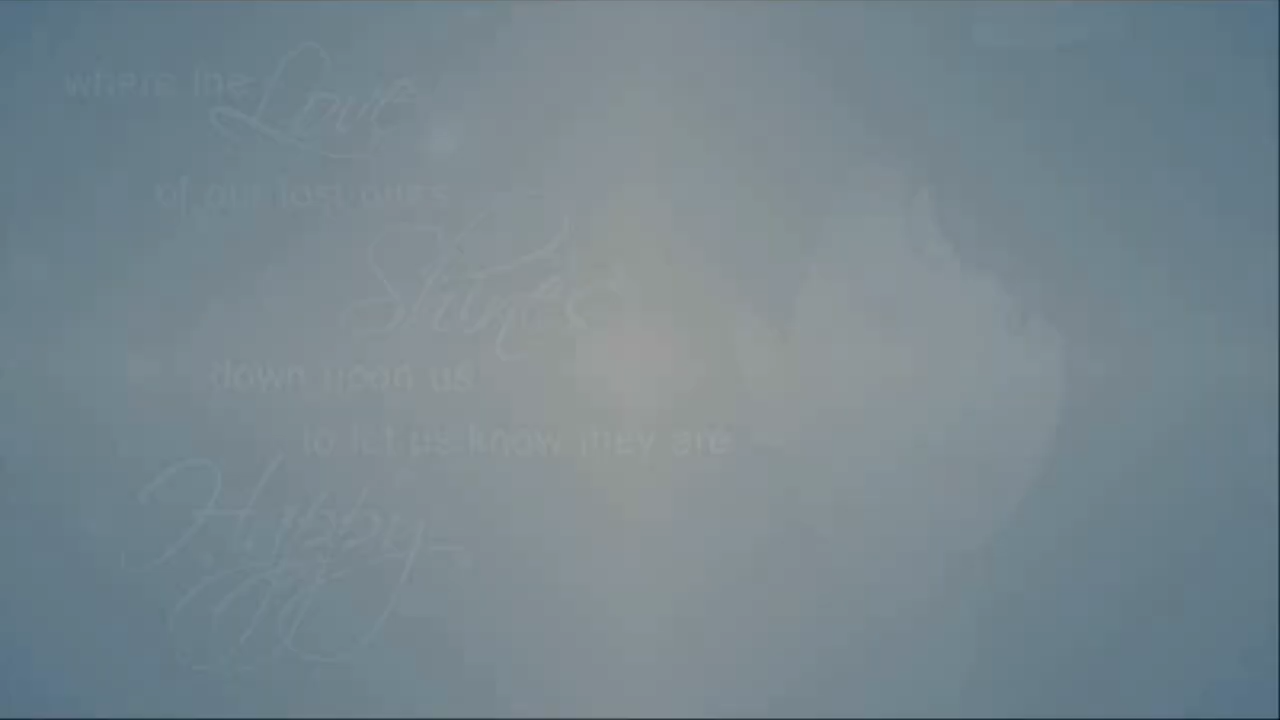 where the Love
of our lost ones
Shines
down upon us
to let us know they are
Happy